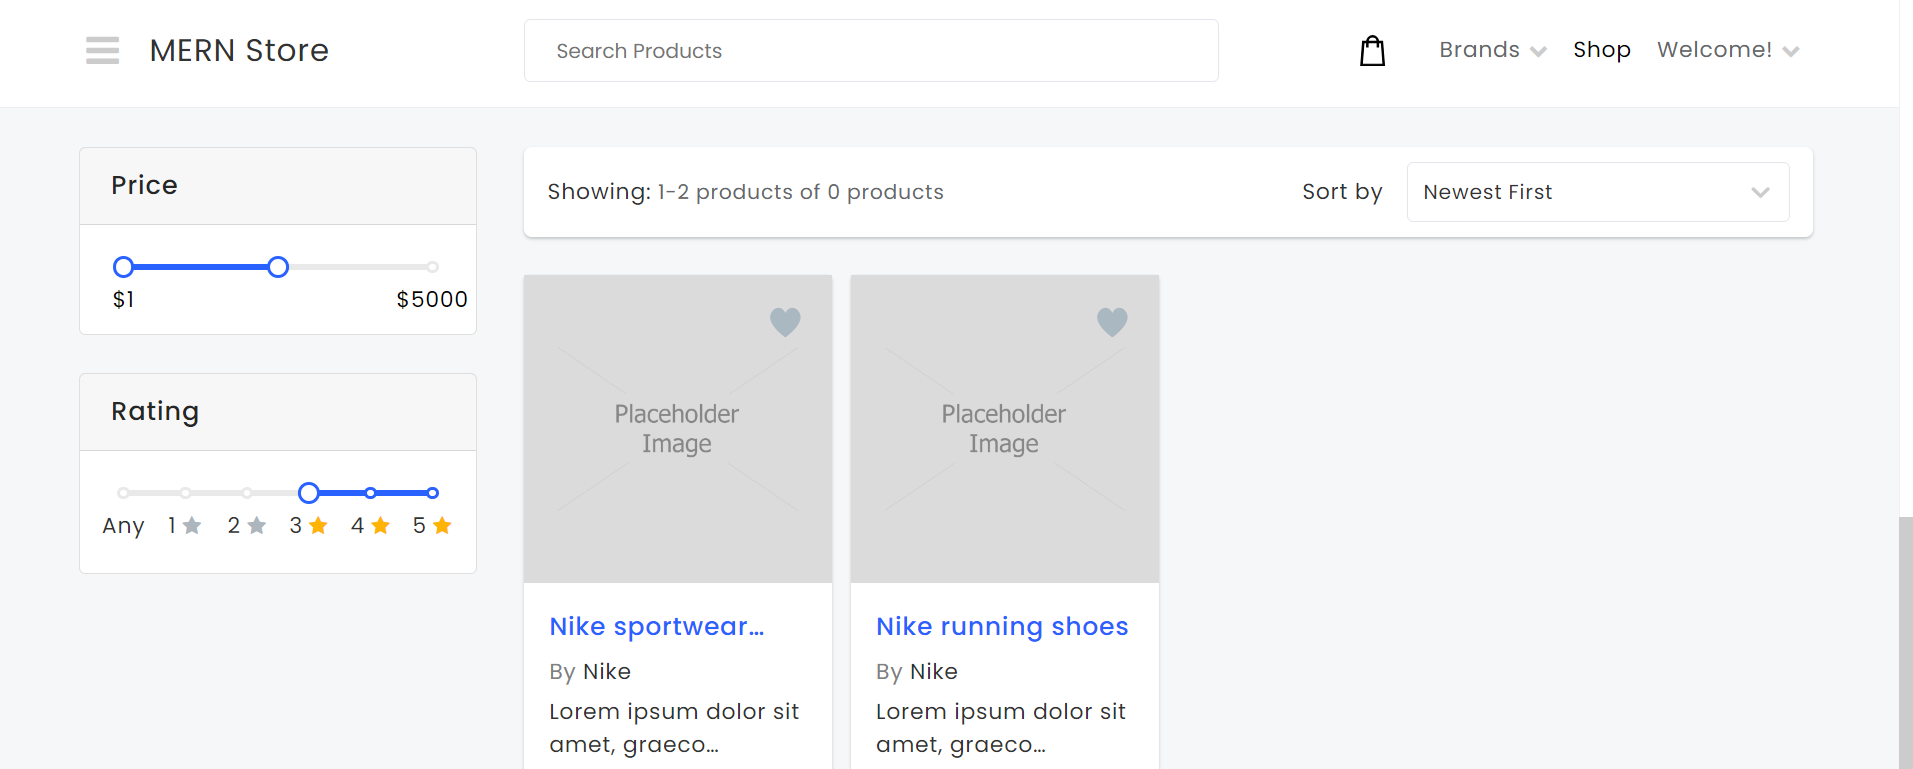 MERN Store
Search Products
Brands
Shop
Welcome!
Price
$1
$5000
Rating
Any 1 2 3 4 5
Showing: 1-2 products of 0 products
Sort by
Newest First
Placeholder
Image
Nike sportwear...
By Nike
Lorem ipsum dolor sit
amet, graeco...
Placeholder
Image
Nike running shoes
By Nike
Lorem ipsum dolor sit
amet, graeco...